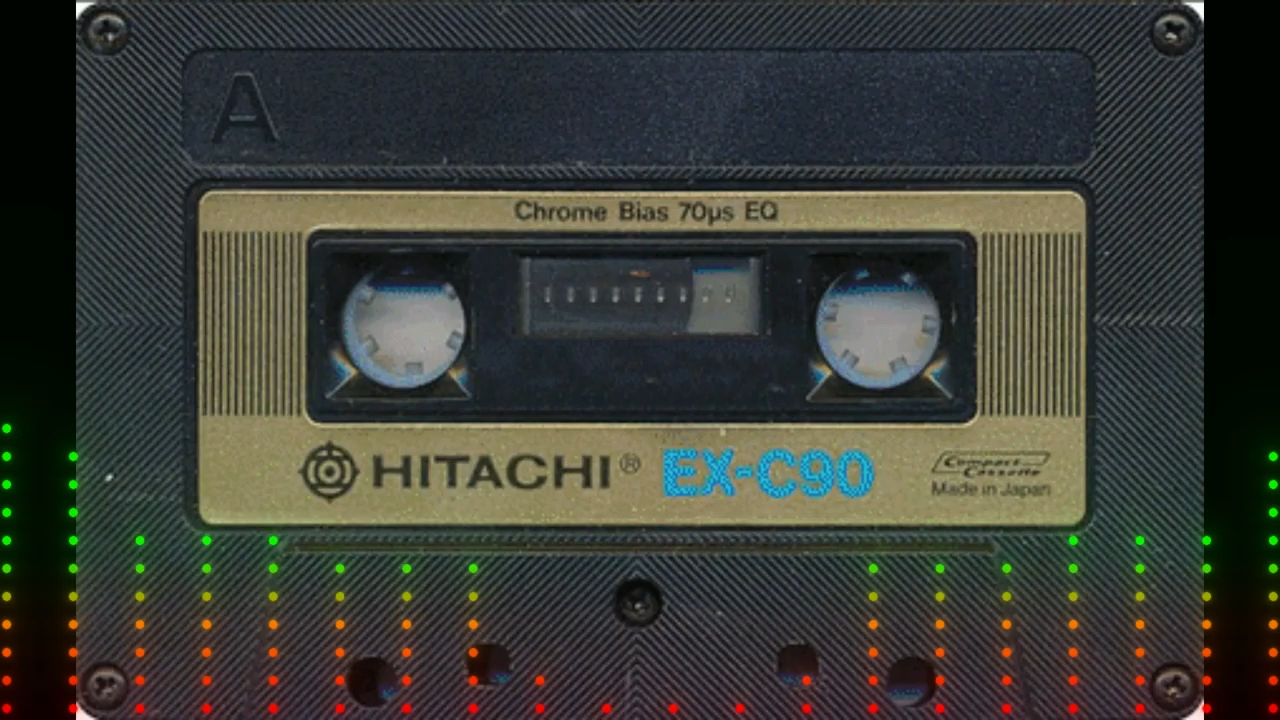 A
Chrome Bias 70µs EQ
HITACHI® EX-C90
Compact Cassette
Made in Japan